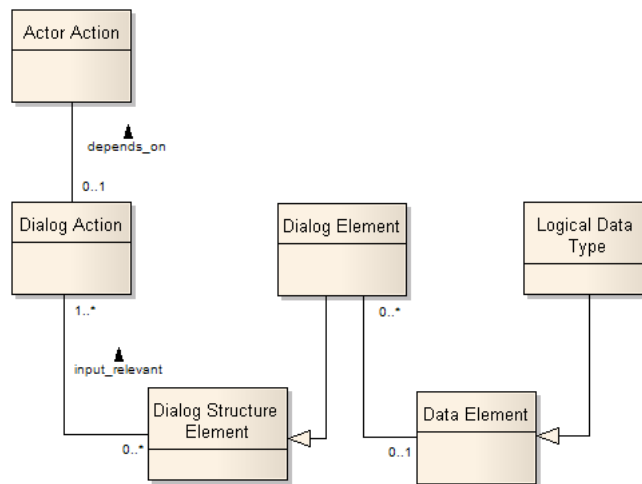 Actor Action
depends_on
0..1
Dialog Action
Dialog Element
Logical Data
Type
1..*
0..*
input_relevant
Dialog Structure
Element
Data Element
0..*
0..1